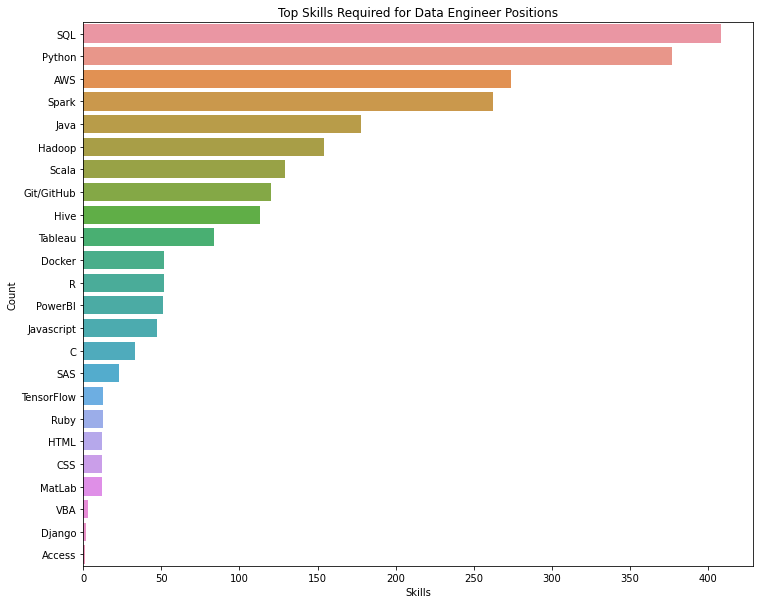 Top Skills Required for Data Engineer Positions
SQL
Python
AWS
Spark
Java
Hadoop
Scala
Git/GitHub
Hive
Tableau
Docker
R
PowerBI
Javascript
C
SAS
TensorFlow
Ruby
HTML
CSS
MatLab
VBA
Django
Access
Count
0 50 100 150 200 250 300 350 400
Skills